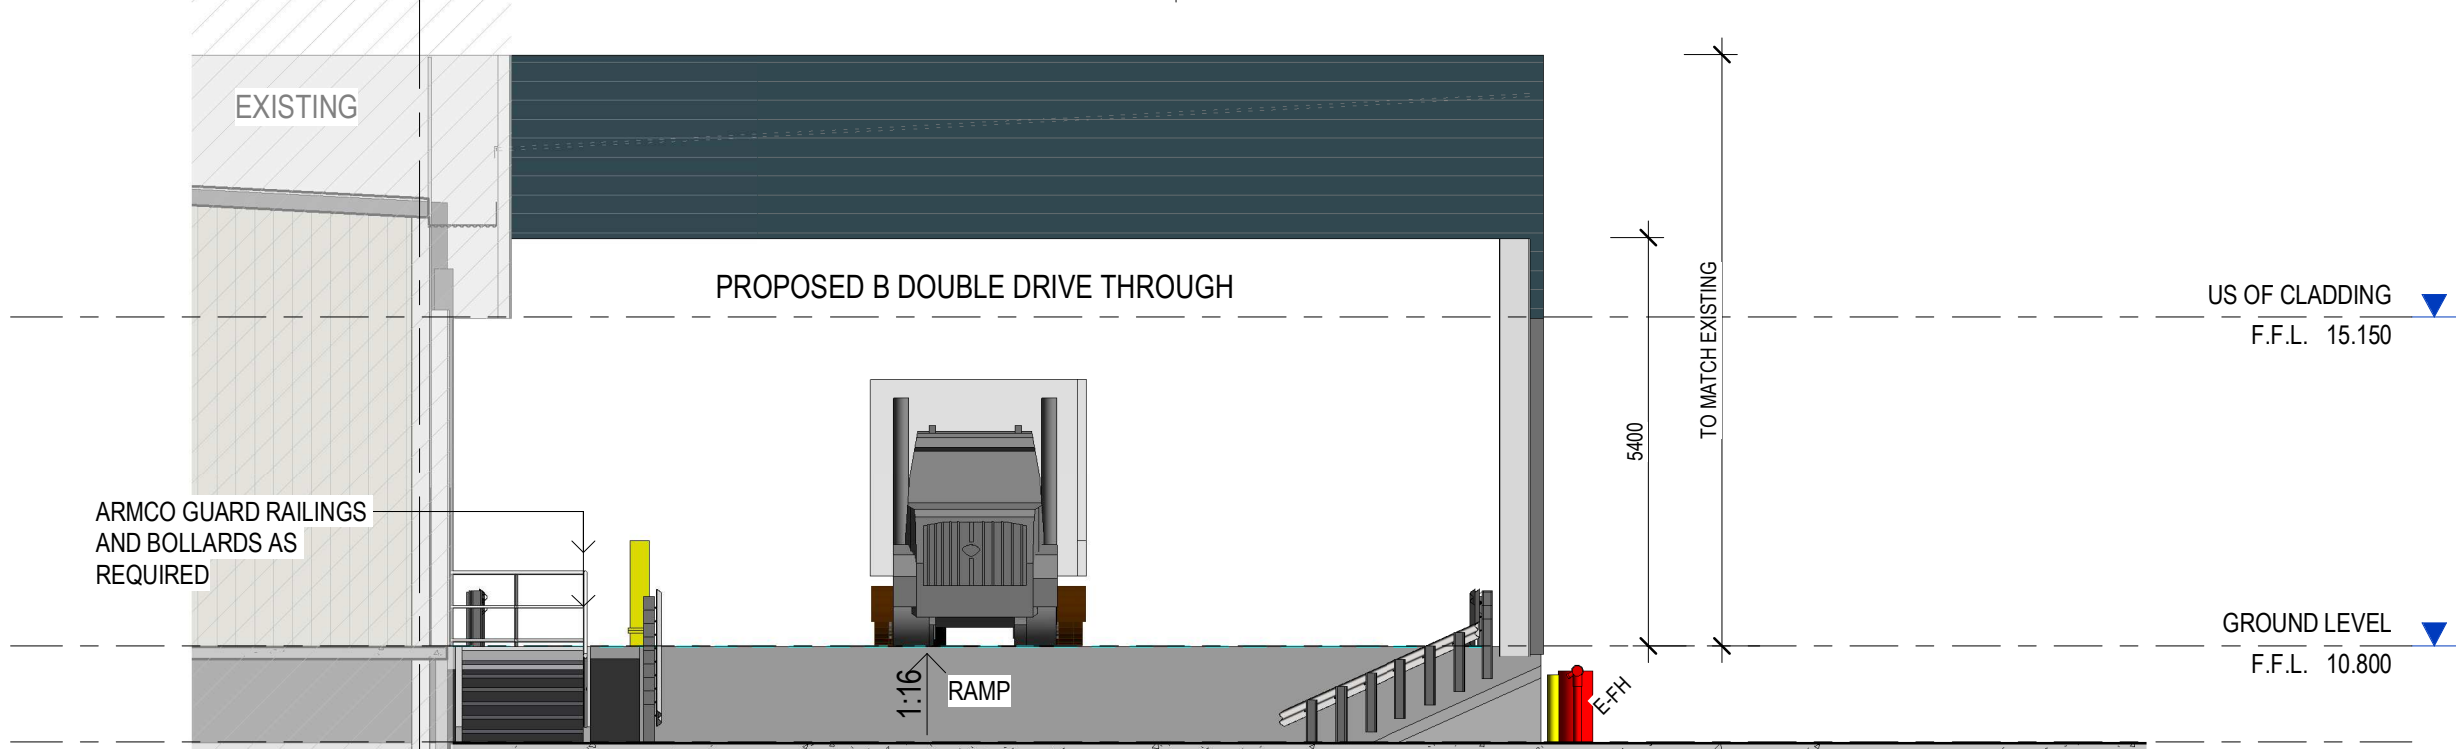 EXISTING
PROPOSED B DOUBLE DRIVE THROUGH
US OF CLADDING
F.F.L. 15.150
TO MATCH EXISTING
5400
ARMCO GUARD RAILINGS
AND BOLLARDS AS
REQUIRED
GROUND LEVEL
F.F.L. 10.800
1:16
RAMP
E-FH